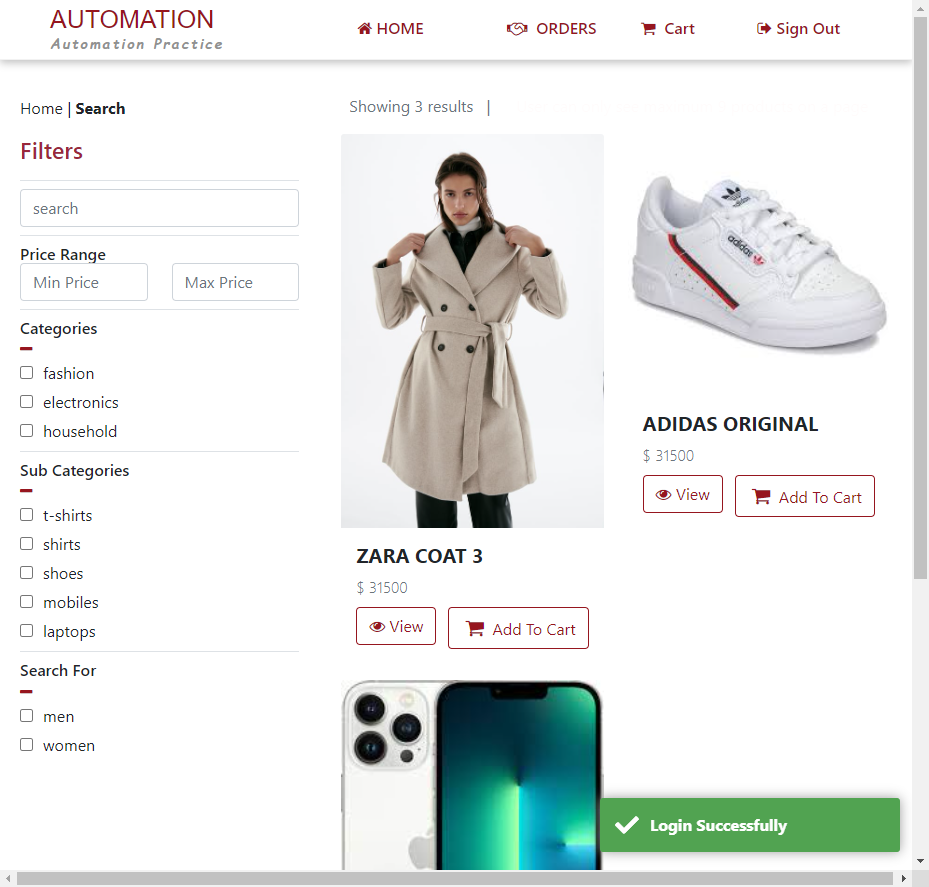 AUTOMATION
Automation Practice
HOME
ORDERS
Cart
Sign Out
Home | Search
Showing 3 results |
Filters
search
Price Range
Min Price
Max Price
Categories
fashion
electronics
household
Sub Categories
t-shirts
shirts
shoes
mobiles
laptops
Search For
men
women
adidas
ZARA COAT 3
$ 31500
View
Add To Cart
ADIDAS ORIGINAL
$ 31500
View
Add To Cart
Login Successfully